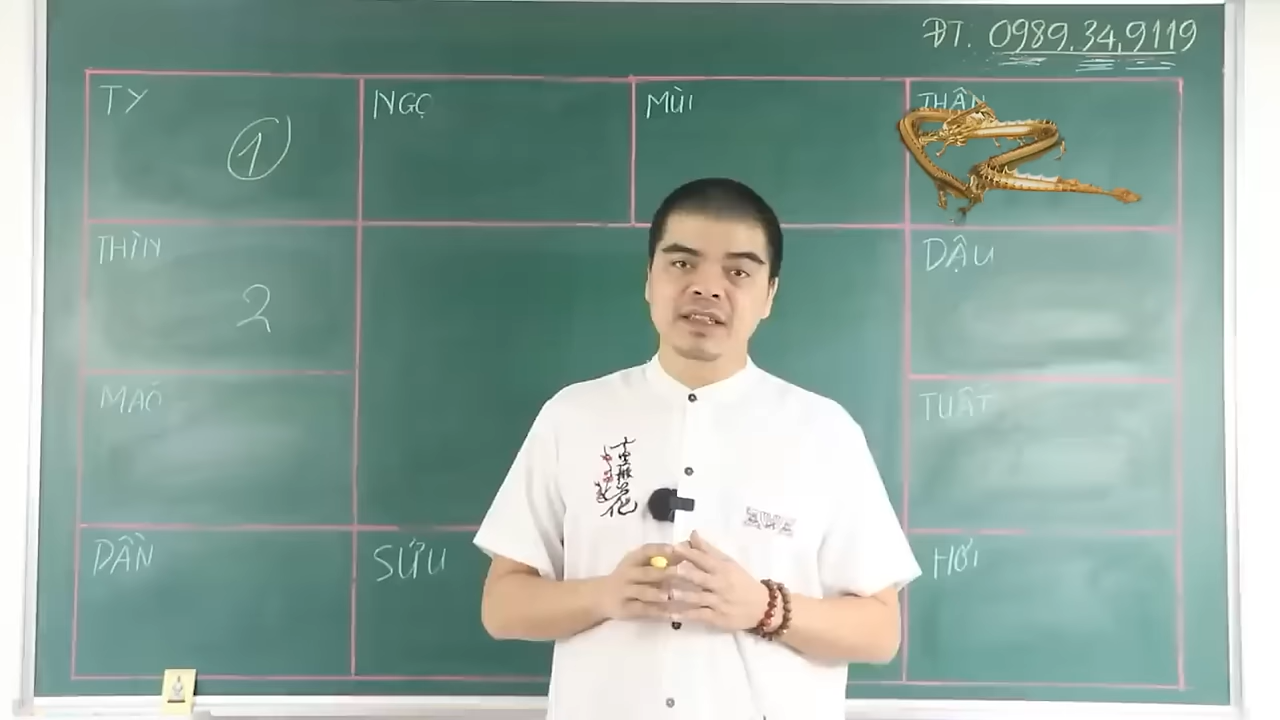 ĐT: 0989.34.9119
TỴ
1
NGỌ
MÙI
THÂN
THÌN
2
DẬU
MÃO
TUẤT
DẦN
SỬU
HỢI